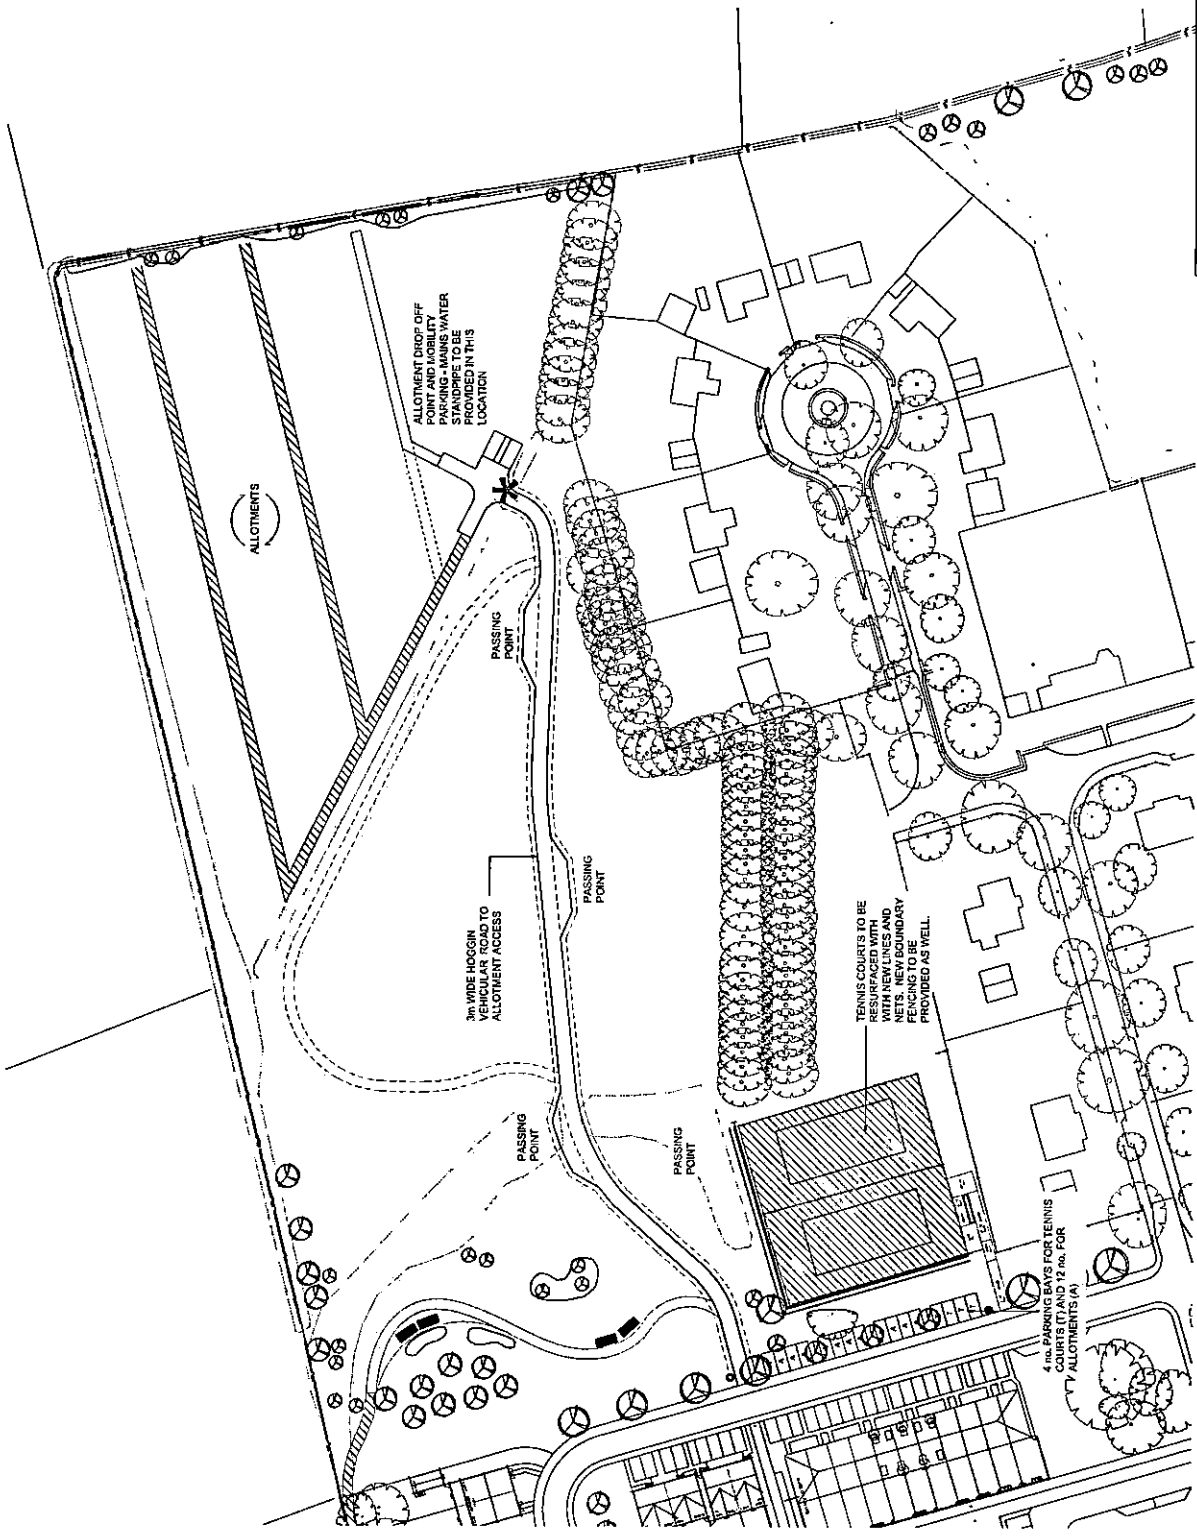 ALLOTMENTS
ALLOTMENT DROP OFF
POINT AND MOBILITY
PARKING - MAINS WATER
STANDPIPE TO BE
PROVIDED IN THIS
LOCATION
PASSING
POINT
3m WIDE HOGGIN
VEHICULAR ROAD TO
ALLOTMENT ACCESS
PASSING
POINT
PASSING
POINT
PASSING
POINT
TENNIS COURTS TO BE
RESURFACED WITH
WITH NEW LINES AND
NETS. NEW BOUNDARY
FENCING TO BE
PROVIDED AS WELL.
4 no. PARKING BAYS FOR TENNIS
COURTS (T) AND 12 no. FOR
ALLOTMENTS (A)